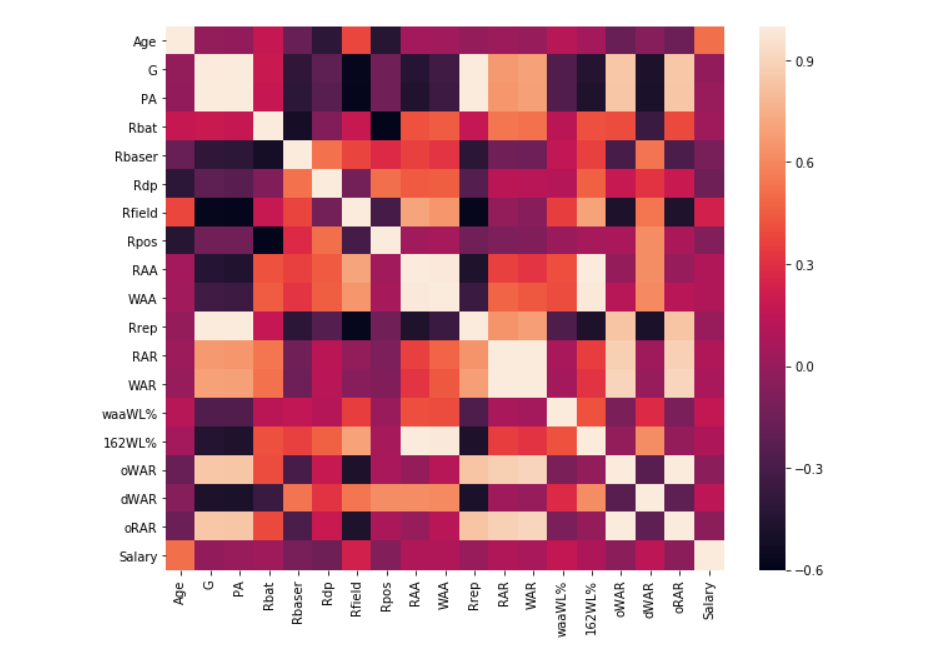 Age
G
PA
Rbat
Rbaser
Rdp
Rfield
Rpos
RAA
WAA
Rrep
RAR
WAR
waaWL%
162WL%
oWAR
dWAR
oRAR
Salary
Age
G
PA
Rbat
Rbaser
Rdp
Rfield
Rpos
RAA
WAA
Rrep
RAR
WAR
waaWL%
162WL%
oWAR
dWAR
oRAR
Salary
0.9
0.6
0.3
0.0
−0.3
−0.6